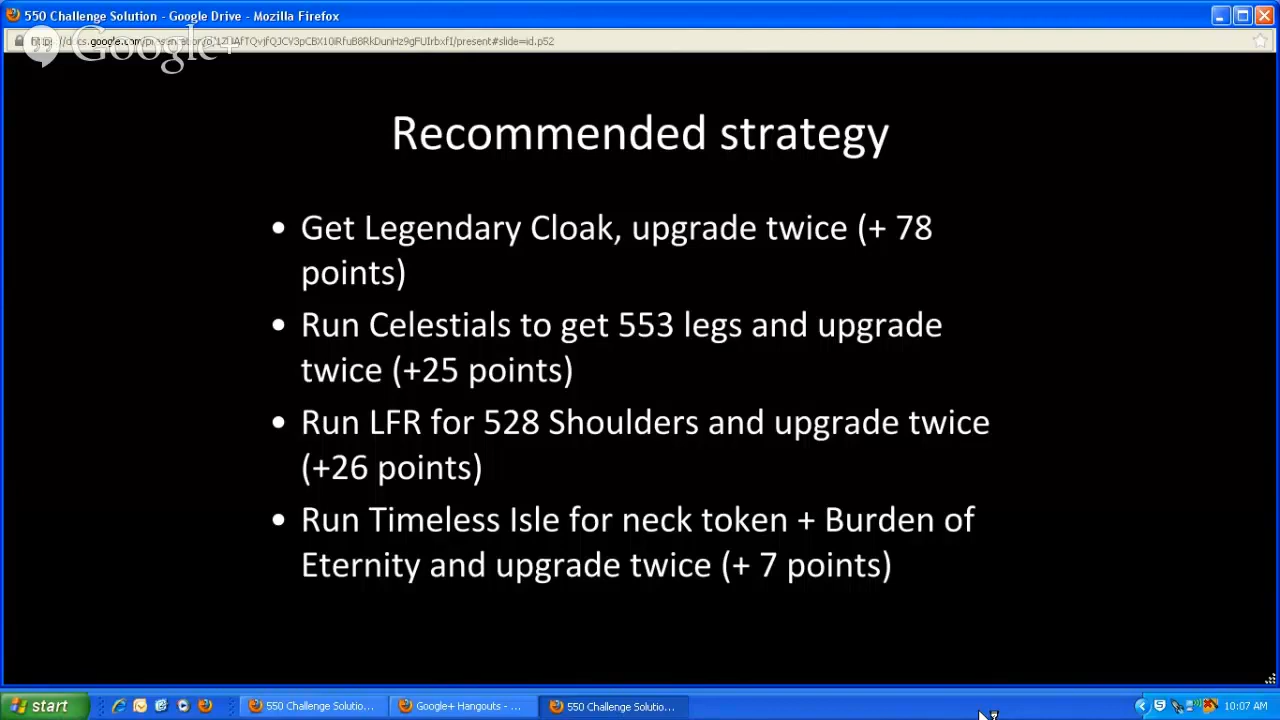 550 Challenge Solution - Google Drive - Mozilla Firefox
Google+
Recommended strategy
• Get Legendary Cloak, upgrade twice (+ 78
points)
• Run Celestials to get 553 legs and upgrade
twice (+25 points)
• Run LFR for 528 Shoulders and upgrade twice
(+26 points)
• Run Timeless Isle for neck token + Burden of
Eternity and upgrade twice (+ 7 points)
start
550 Challenge Solutio...
Google+ Hangouts - ...
550 Challenge Solutio...
10:07 AM